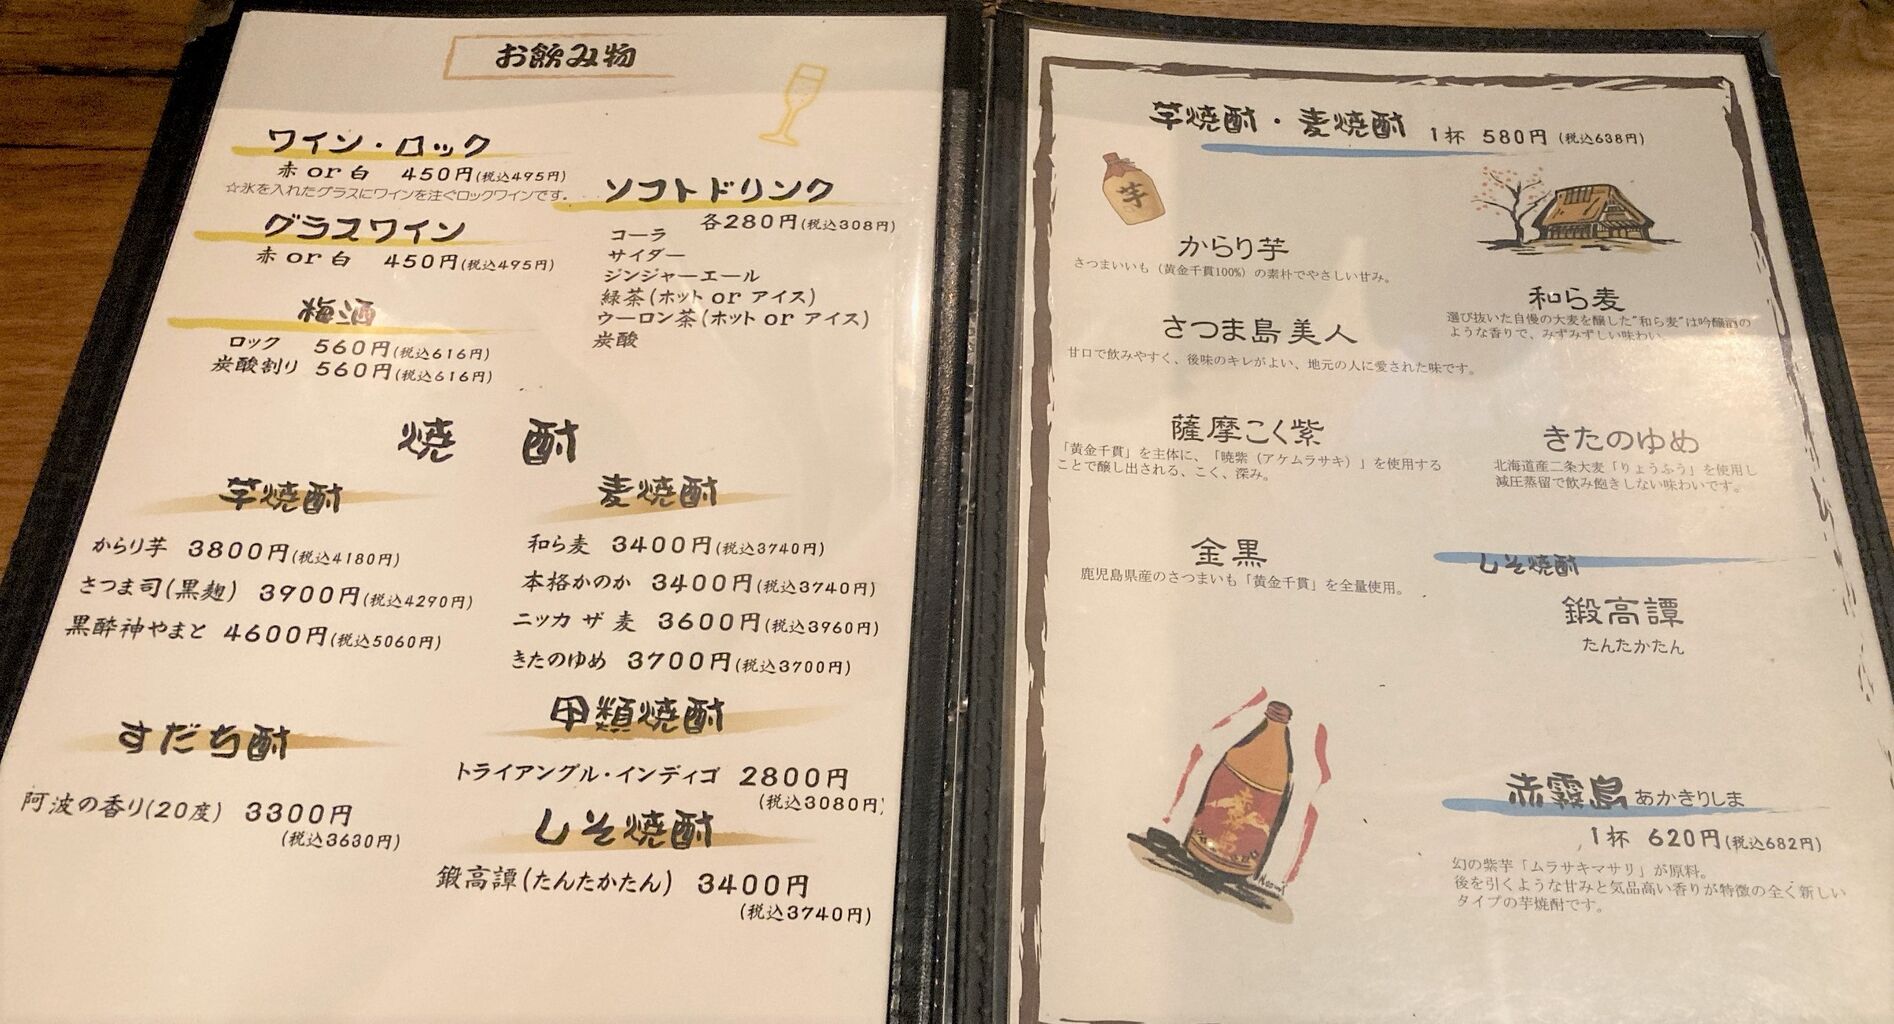 お飲み物
ワイン・ロック
赤 or 白 450円(税込495円)
☆氷を入れたグラスにワインを注ぐロックワインです。
グラスワイン
赤 or 白 450円(税込495円)
梅酒
ロック 560円(税込616円)
炭酸割り 560円(税込616円)
ソフトドリンク
各280円(税込308円)
コーラ
サイダー
ジンジャーエール
緑茶(ホット or アイス)
ウーロン茶(ホット or アイス)
炭酸
焼 酎
芋焼酎
からり芋 3800円(税込4180円)
さつま司(黒麹) 3900円(税込4290円)
黒酔神やまと 4600円(税込5060円)
すだち酎
阿波の香り(20度) 3300円
(税込3630円)
麦焼酎
和ら麦 3400円(税込3740円)
本格かのか 3400円(税込3740円)
ニッカ ザ 麦 3600円(税込3960円)
きたのゆめ 3700円(税込3700円)
甲類焼酎
トライアングル・インディゴ 2800円
(税込3080円)
しそ焼酎
鍛高譚(たんたかたん) 3400円
(税込3740円)
芋焼酎・麦焼酎 1杯 580円 (税込638円)
芋
からり芋
さつまいいも(黄金千貫100%)の素朴でやさしい甘み。
さつま島美人
甘口で飲みやすく、後味のキレがよい、地元の人に愛された味です。
薩摩こく紫
「黄金千貫」を主体に、「暁紫(アケムラサキ)」を使用する
ことで醸し出される、こく、深み。
金黒
鹿児島県産のさつまいも「黄金千貫」を全量使用。
和ら麦
選び抜いた自慢の大麦を醸した"和ら麦"は吟醸酒の
ような香りで、みずみずしい味わい。
きたのゆめ
北海道産二条大麦「りょうふう」を使用し
減圧蒸留で飲み飽きしない味わいです。
しそ焼酎
鍛高譚
たんたかたん
赤霧島 あかきりしま
1杯 620円(税込682円)
幻の紫芋「ムラサキマサリ」が原料。
後を引くような甘みと気品高い香りが特徴の全く新しい
タイプの芋焼酎です。